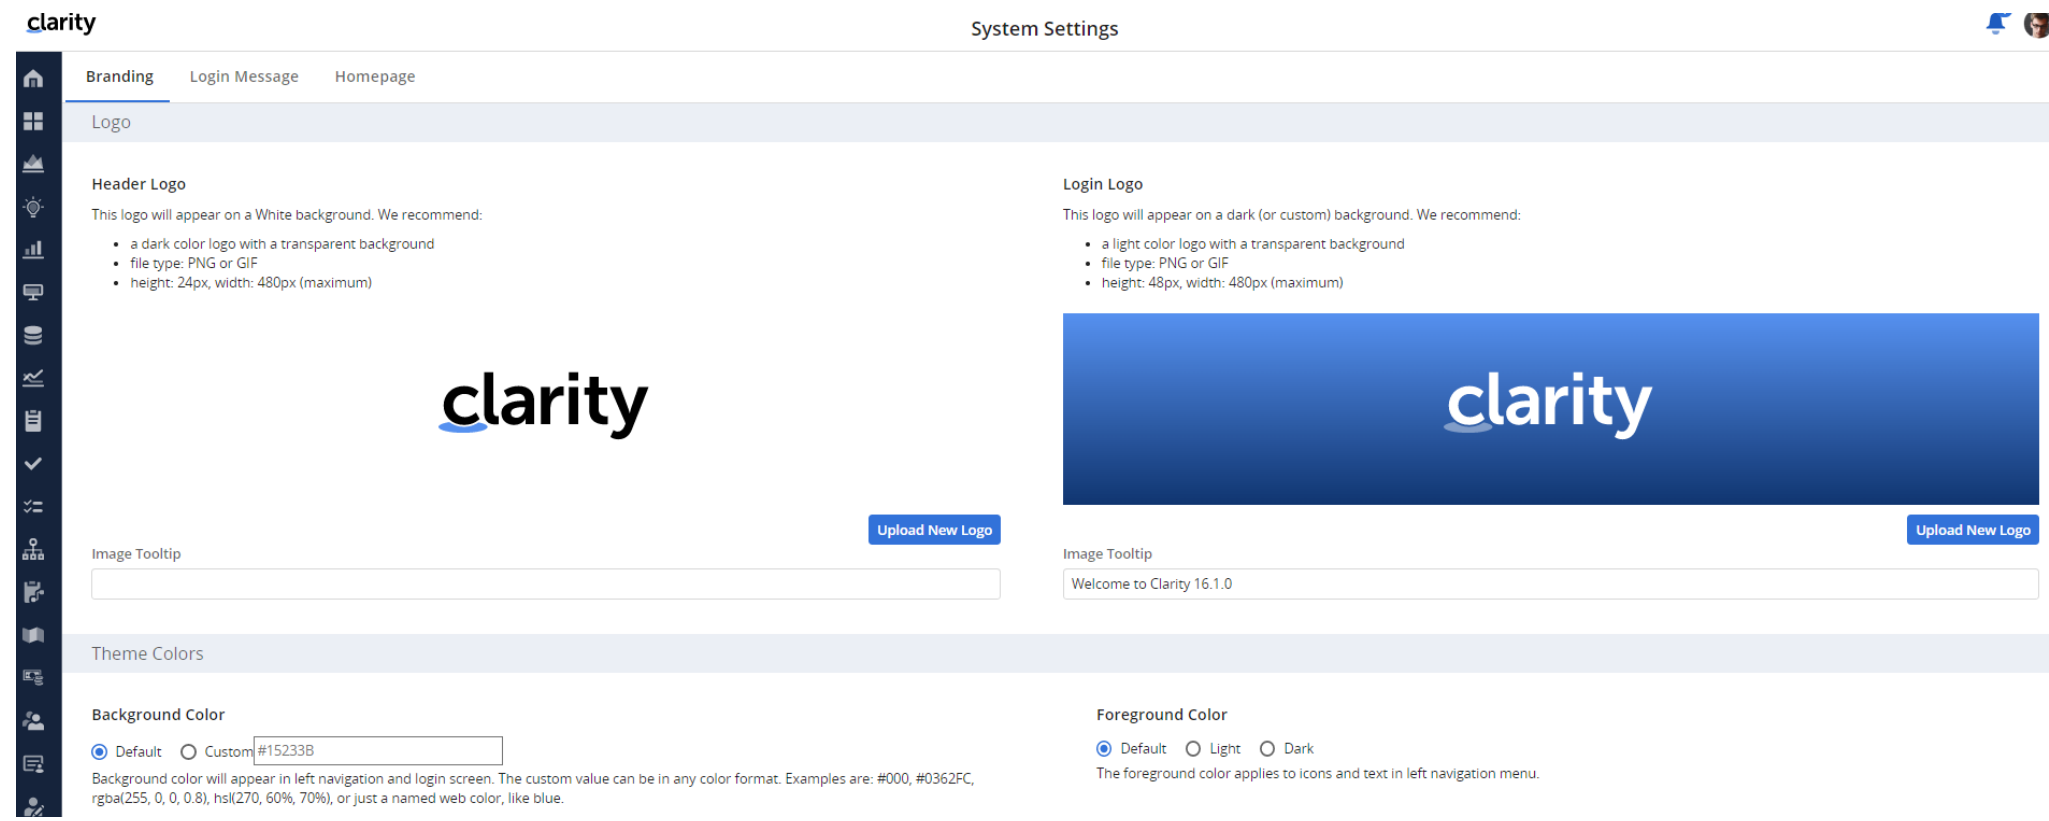 clarity
System Settings
Branding Login Message Homepage
Logo
Header Logo
This logo will appear on a White background. We recommend:
• a dark color logo with a transparent background
• file type: PNG or GIF
• height: 24px, width: 480px (maximum)
clarity
Upload New Logo
Image Tooltip
Login Logo
This logo will appear on a dark (or custom) background. We recommend:
• a light color logo with a transparent background
• file type: PNG or GIF
• height: 48px, width: 480px (maximum)
clarity
Upload New Logo
Image Tooltip
Welcome to Clarity 16.1.0
Theme Colors
Background Color
Default Custom #15233B
Background color will appear in left navigation and login screen. The custom value can be in any color format. Examples are: #000, #0362FC,
rgba(255, 0, 0, 0.8), hsl(270, 60%, 70%), or just a named web color, like blue.
Foreground Color
Default Light Dark
The foreground color applies to icons and text in left navigation menu.